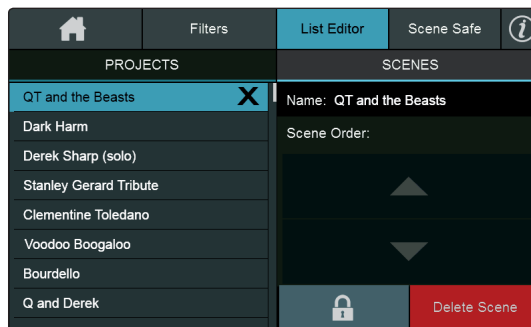 Filters
List Editor
Scene Safe
i
PROJECTS
SCENES
QT and the Beasts
X
Dark Harm
Derek Sharp (solo)
Stanley Gerard Tribute
Clementine Toledano
Voodoo Boogaloo
Bourdello
Q and Derek
Name: QT and the Beasts
Scene Order:
Delete Scene